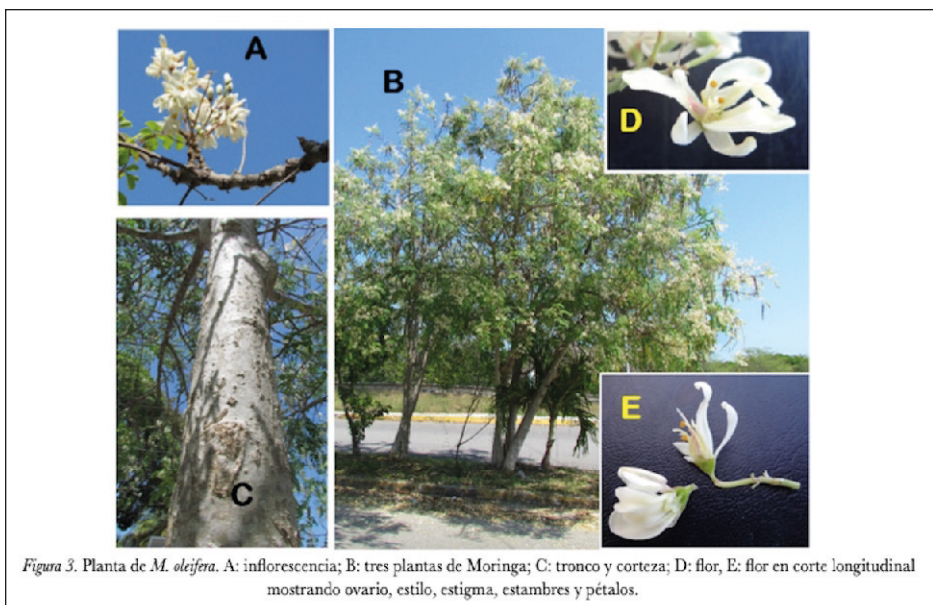 A
B
D
C
E
Figura 3. Planta de M. oleifera. A: inflorescencia; B: tres plantas de Moringa; C: tronco y corteza; D: flor, E: flor en corte longitudinal
mostrando ovario, estilo, estigma, estambres y pétalos.